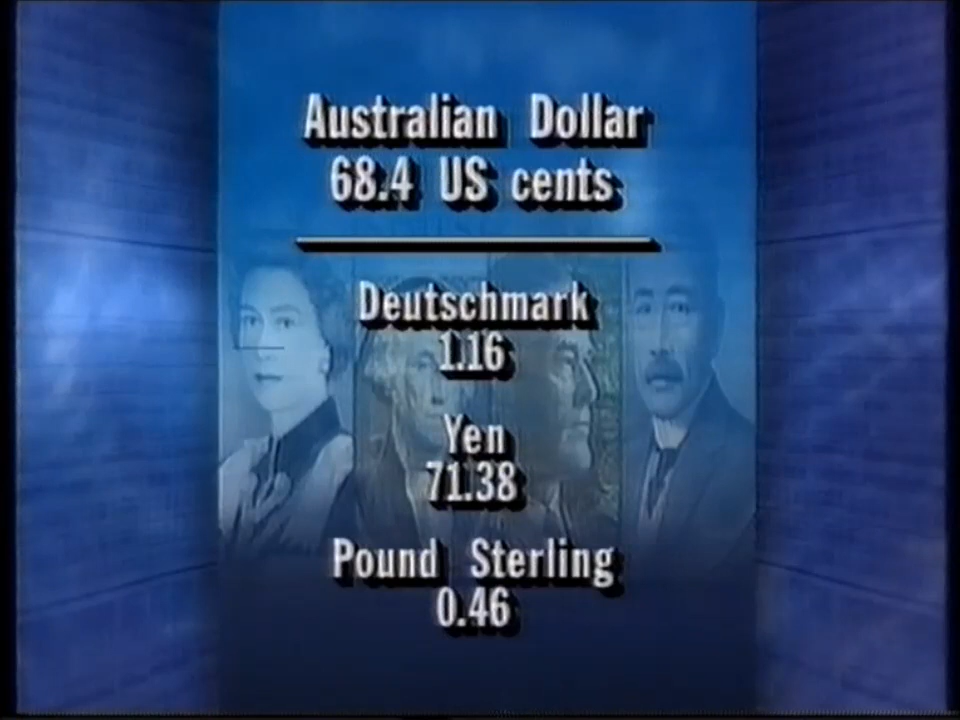 Australian Dollar
68.4 US cents
Deutschmark
1.16
Yen
71.38
Pound Sterling
0.46